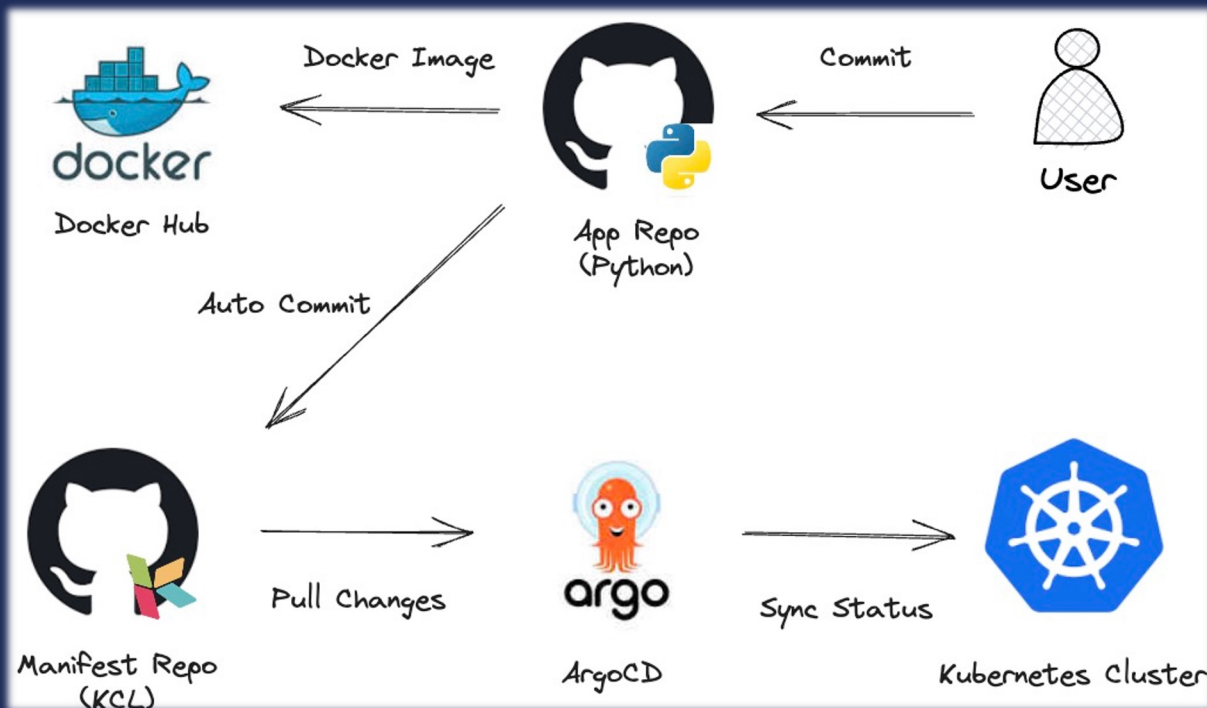 Docker Image
Commit
docker
Docker Hub
App Repo
(Python)
User
Auto Commit
Pull Changes
argo
Sync Status
Manifest Repo
(KCL)
ArgoCD
Kubernetes Cluster